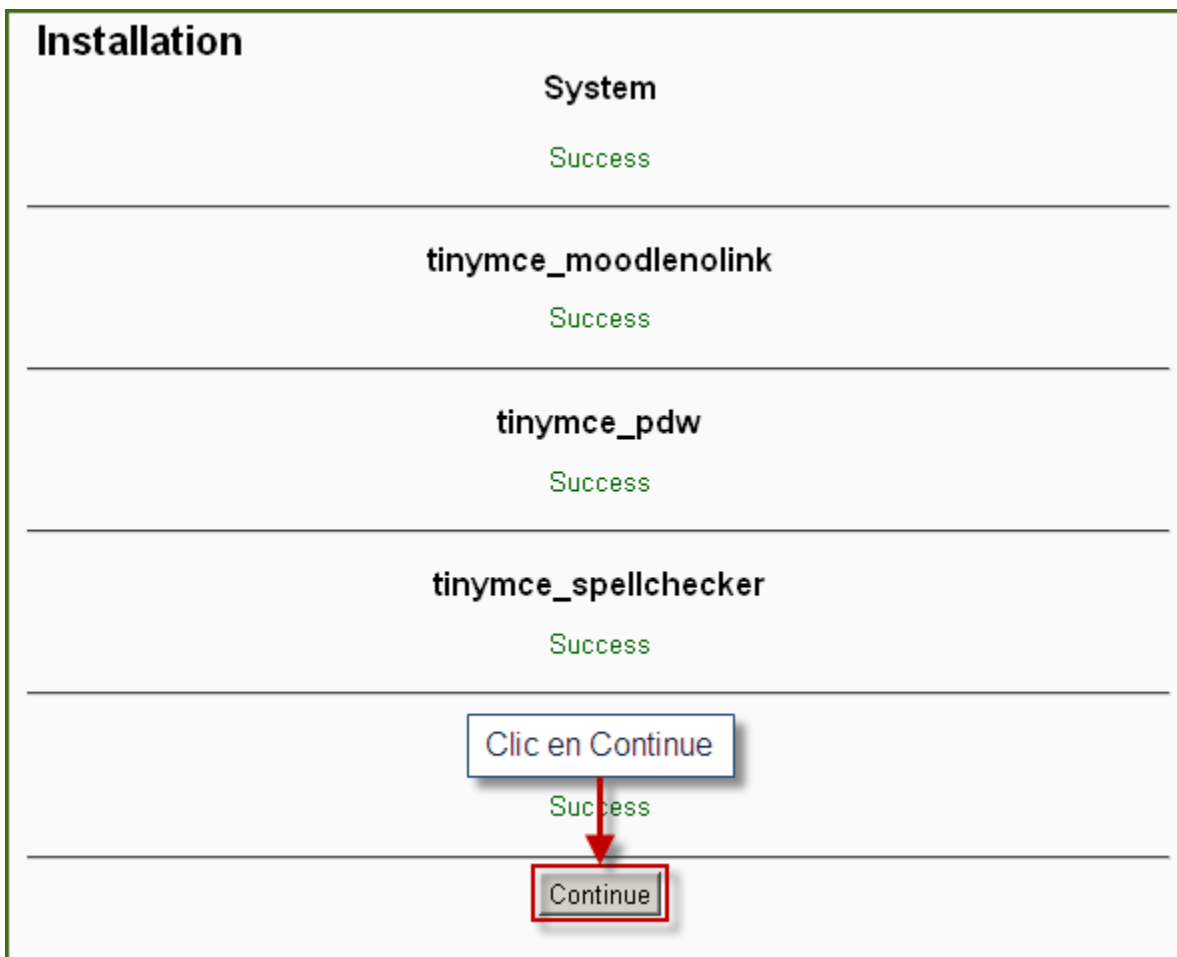 Installation
System
Success
tinymce_moodlenolink
Success
tinymce_pdw
Success
tinymce_spellchecker
Success
Clic en Continue
Success
Continue